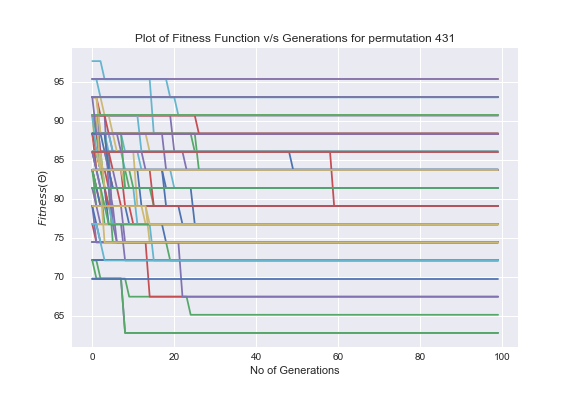 Plot of Fitness Function v/s Generations for permutation 431
95
90
85
80
75
70
65
Fitness(Θ)
0 20 40 60 80 100
No of Generations